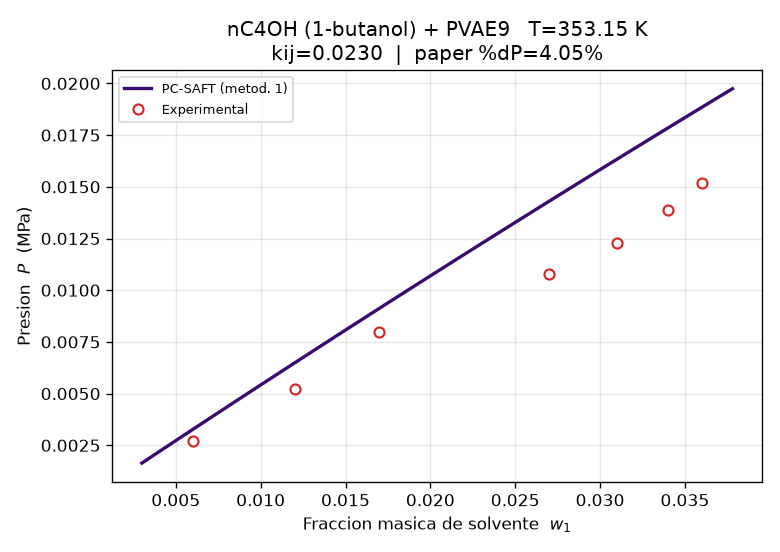 nC4OH (1-butanol) + PVAE9   T=353.15 K
kij=0.0230  |  paper %dP=4.05%
PC-SAFT (metod. 1)
Experimental
Presion P (MPa)
0.0200
0.0175
0.0150
0.0125
0.0100
0.0075
0.0050
0.0025
0.005 0.010 0.015 0.020 0.025 0.030 0.035
Fraccion masica de solvente w₁